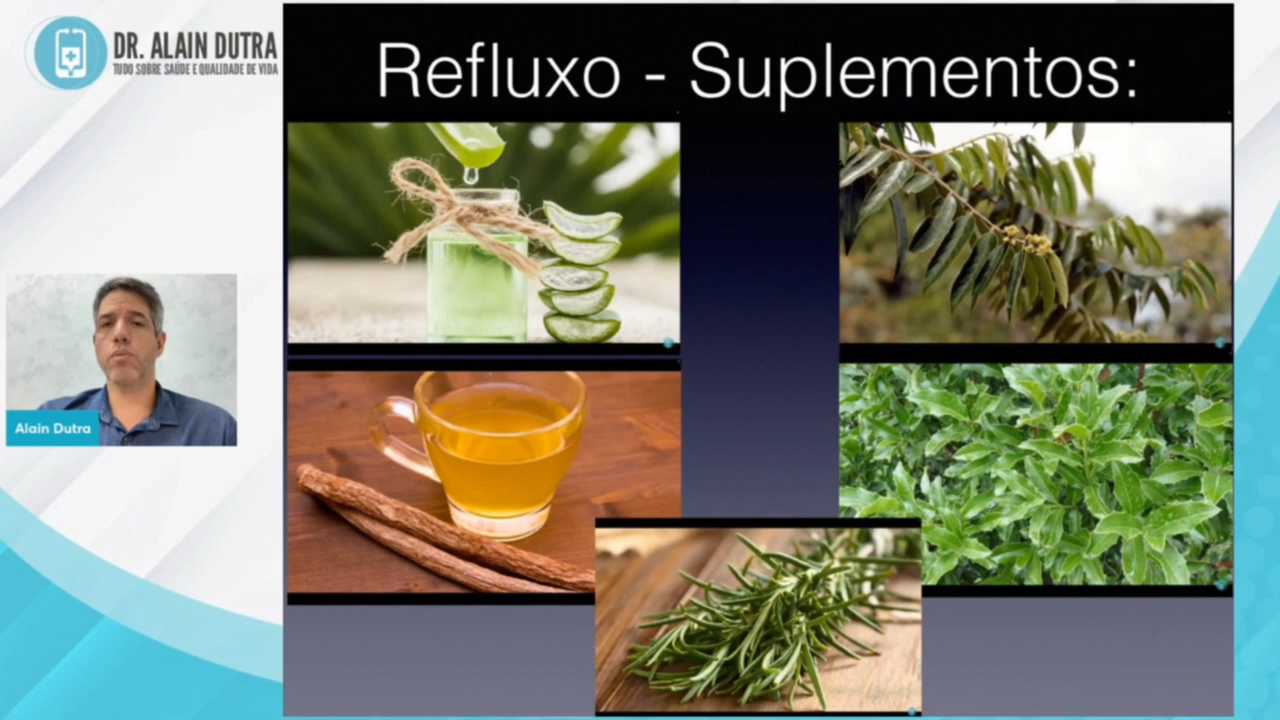 DR. ALAIN DUTRA
TUDO SOBRE SAÚDE E QUALIDADE DE VIDA
Refluxo - Suplementos:
Alain Dutra